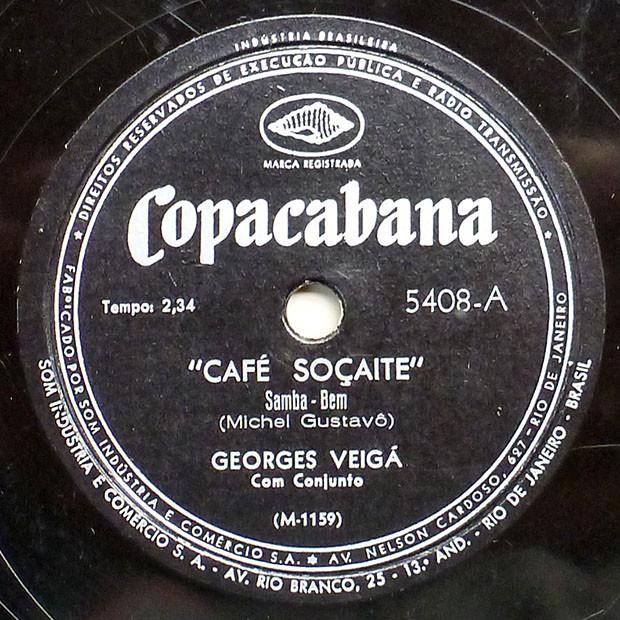 INDÚSTRIA BRASILEIRA
* DIREITOS RESERVADOS DE EXECUÇÃO PÚBLICA E RÁDIO TRANSMISSÃO *
MARCA REGISTRADA
Copacabana
Tempo: 2,34
5408-A
"CAFÉ SOÇAITE"
Samba-Bem
(Michel Gustavô)
GEORGES VEIGÁ
Com Conjunto
(M-1159)
FABRICADO POR SOM INDÚSTRIA E COMÉRCIO S.A. * AV. NELSON CARDOSO, 627 - RIO DE JANEIRO
SOM INDÚSTRIA E COMÉRCIO S. A. - AV. RIO BRANCO, 25 - 13.º AND. - RIO DE JANEIRO - BRASIL